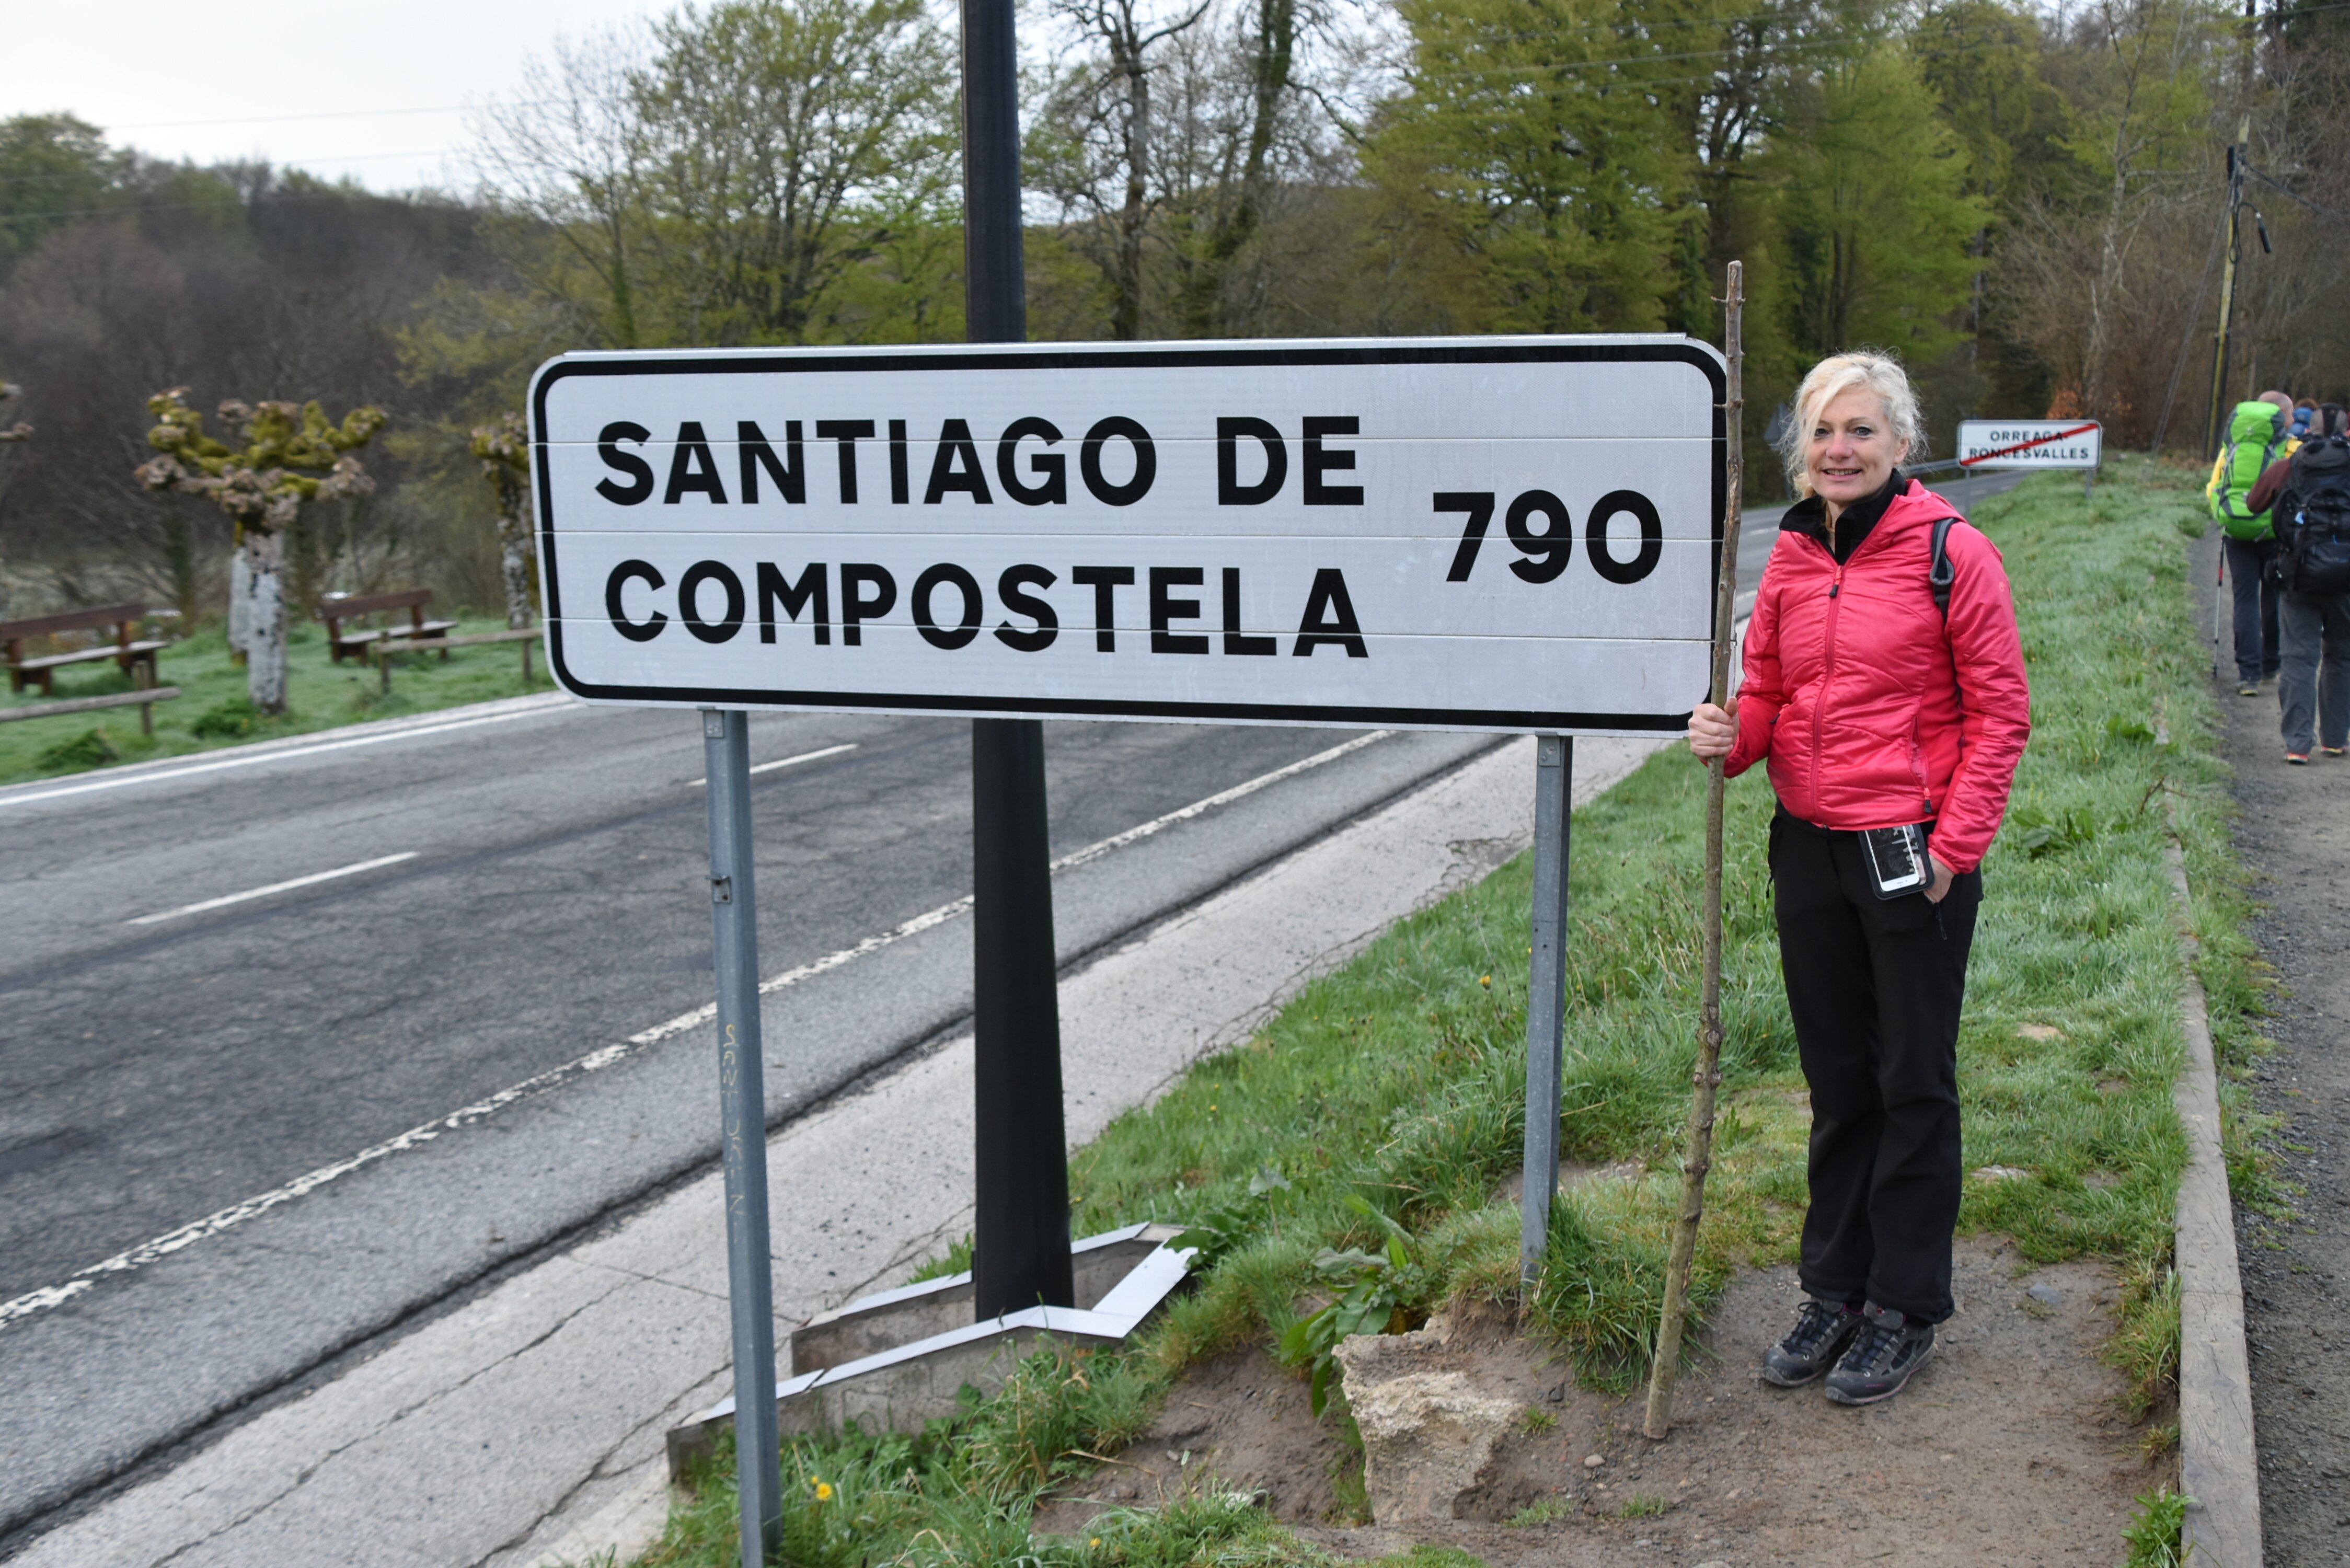 SANTIAGO DE
COMPOSTELA 790
ORREAGA-
RONCESVALLES